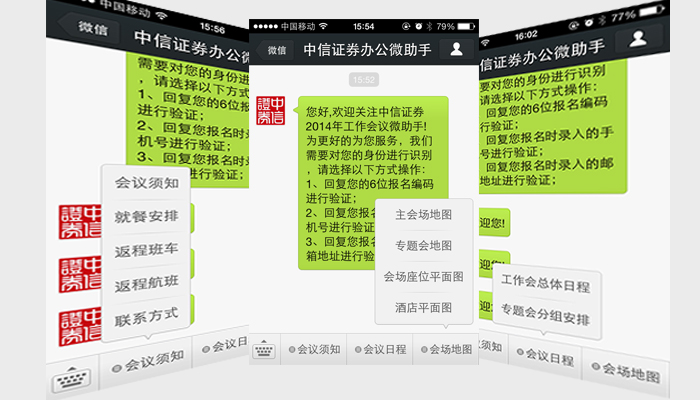 中国移动
15:56
微信
中信证券办公微助手
需要对您的身份进行识别
，请选择以下方式操作：
1、回复您的6位报名编码
进行验证；
2、回复您报名时
机号进行验证；
3、回复您报名时
中信
證券
中信
證券
中信
證券
会议须知
就餐安排
返程班车
返程航班
联系方式
会议须知
会议日
中国移动
15:54
79%
微信
中信证券办公微助手
15:52
中信
證券
您好,欢迎关注中信证券
2014年工作会议微助手!
为更好的为您服务，我们
需要对您的身份进行识别
，请选择以下方式操作：
1、回复您的6位报名编码
进行验证；
2、回复您报名
机号进行验证；
3、回复您报名
箱地址进行验
主会场地图
专题会地图
会场座位平面图
酒店平面图
会议须知
会议日程
会场地图
16:02
77%
信证券办公微助手
对您的身份进行识别
选择以下方式操作：
回复您的6位报名编码
行验证；
回复您报名时录入的手
号进行验证；
回复您报名时录入的邮
地址进行验证；
迎您!
迎您!
迎
工作会总体日程
专题会分组安排
议须知
会议日程
会场地图